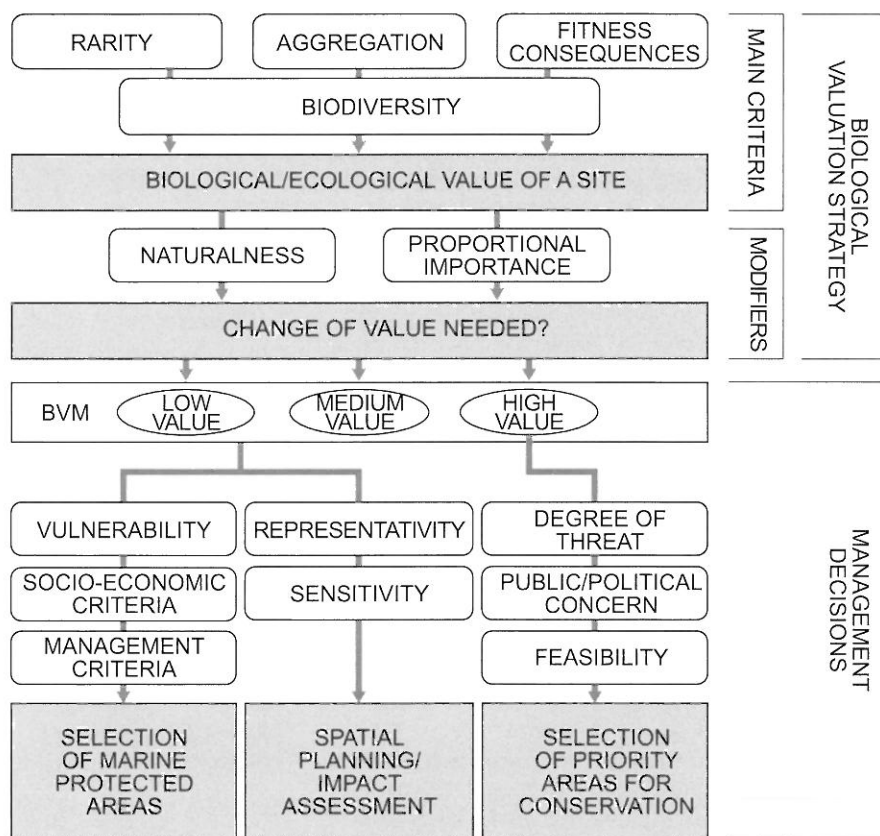 RARITY
AGGREGATION
FITNESS
CONSEQUENCES
BIODIVERSITY
BIOLOGICAL/ECOLOGICAL VALUE OF A SITE
NATURALNESS
PROPORTIONAL
IMPORTANCE
CHANGE OF VALUE NEEDED?
BVM
LOW
VALUE
MEDIUM
VALUE
HIGH
VALUE
VULNERABILITY
SOCIO-ECONOMIC
CRITERIA
MANAGEMENT
CRITERIA
SELECTION
OF MARINE
PROTECTED
AREAS
REPRESENTATIVITY
SENSITIVITY
SPATIAL
PLANNING/
IMPACT
ASSESSMENT
DEGREE OF
THREAT
PUBLIC/POLITICAL
CONCERN
FEASIBILITY
SELECTION
OF PRIORITY
AREAS FOR
CONSERVATION
MAIN CRITERIA
MODIFIERS
BIOLOGICAL
VALUATION STRATEGY
MANAGEMENT
DECISIONS